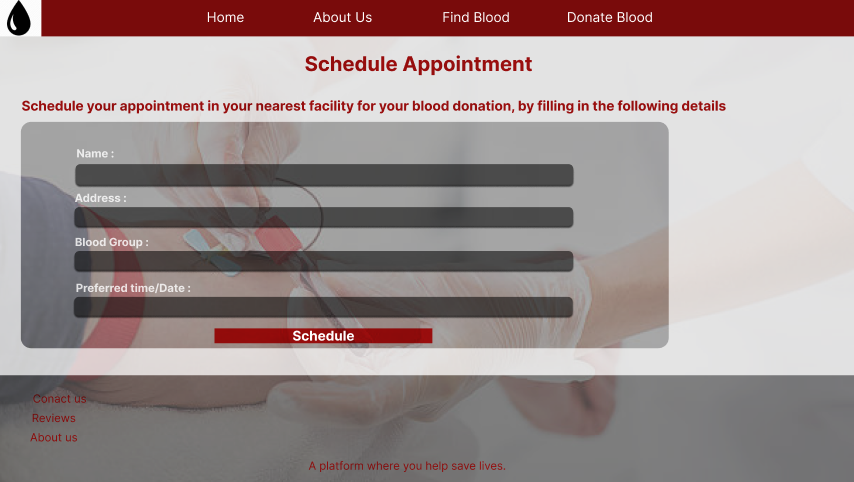 Home About Us Find Blood Donate Blood
Schedule Appointment
Schedule your appointment in your nearest facility for your blood donation, by filling in the following details
Name :
Address :
Blood Group :
Preferred time/Date :
Schedule
Conact us
Reviews
About us
A platform where you help save lives.